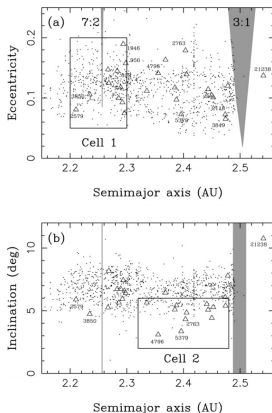 (a) 7:2 3:1
0.2
2763
1946
956
4796
21238
3850
2579
5379
3849
0.1
Cell 1
0
Eccentricity
2.2 2.3 2.4 2.5
Semimajor axis (AU)
(b)
21238
10
2579
3850
2763
5379
4796
5
Cell 2
0
Inclination (deg)
2.2 2.3 2.4 2.5
Semimajor axis (AU)